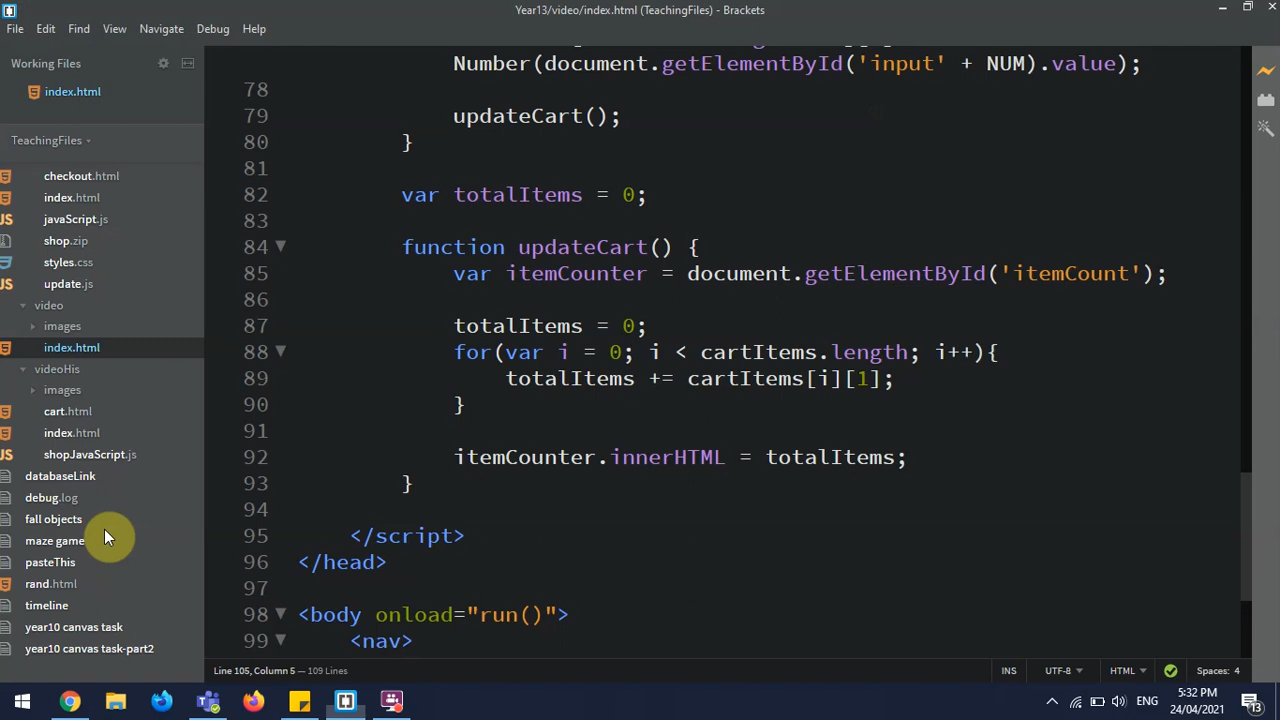 Year13/video/index.html (TeachingFiles) - Brackets
File Edit Find View Navigate Debug Help
Working Files
index.html
TeachingFiles
checkout.html
index.html
javaScript.js
shop.zip
styles.css
update.js
video
images
index.html
videoHis
images
cart.html
index.html
shopJavaScript.js
databaseLink
debug.log
fall objects
maze game
pasteThis
rand.html
timeline
year10 canvas task
year10 canvas task-part2
Number(document.getElementById('input' + NUM).value);
78
79 updateCart();
80 }
81
82 var totalItems = 0;
83
84 function updateCart() {
85 var itemCounter = document.getElementById('itemCount');
86
87 totalItems = 0;
88 for(var i = 0; i < cartItems.length; i++){
89 totalItems += cartItems[i][1];
90 }
91
92 itemCounter.innerHTML = totalItems;
93 }
94
95 </script>
96 </head>
97
98 <body onload="run()">
99 <nav>
Line 105, Column 5 — 109 Lines
INS UTF-8 HTML Spaces: 4
ENG
5:32 PM
24/04/2021
13